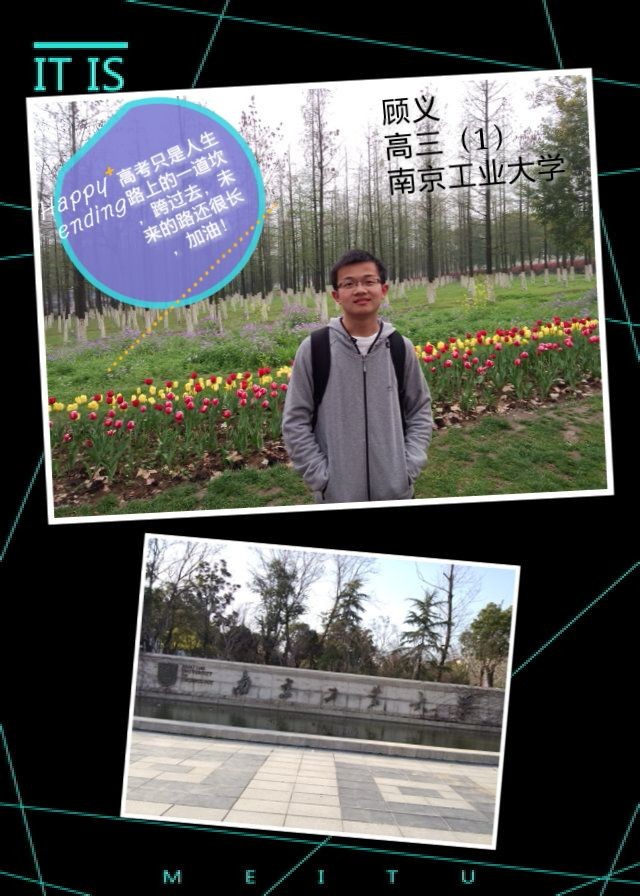 IT IS
Happy
ending
高考只是人生
路上的一道坎
，跨过去，未
来的路还很长
，加油！
顾义
高三（1）
南京工业大学
南京工业大学
MEITU